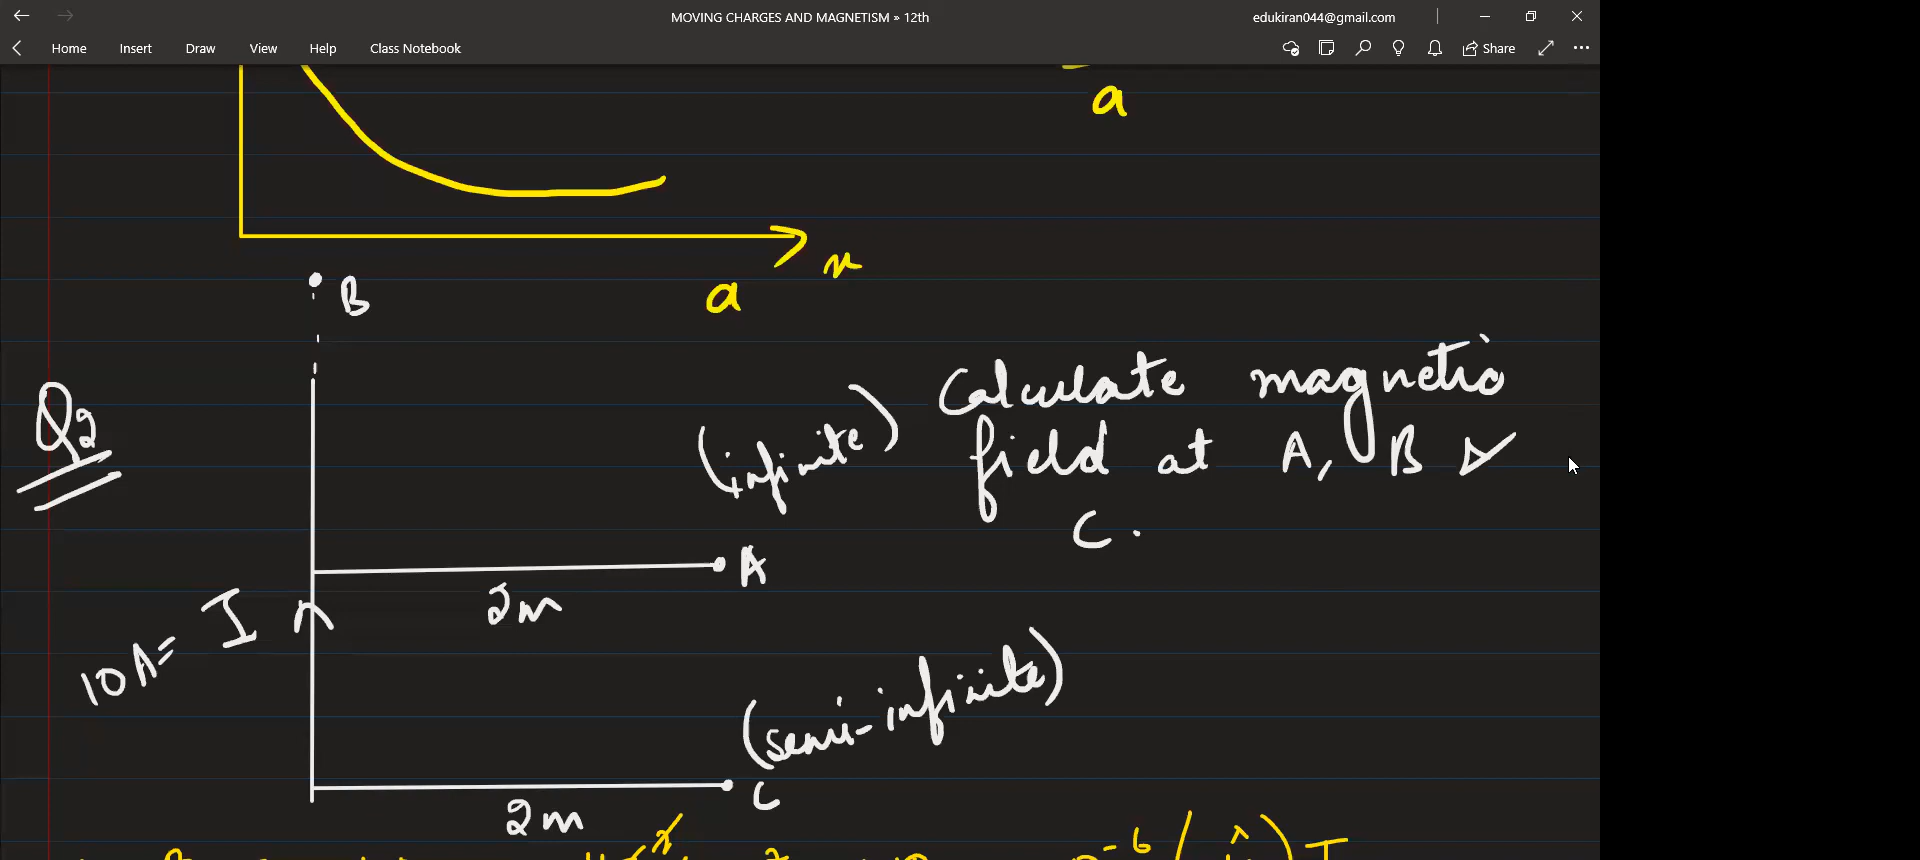 MOVING CHARGES AND MAGNETISM » 12th
edukiran044@gmail.com
Home Insert Draw View Help Class Notebook
Share
a
x
a
B
Q2
(infinite)
Calculate magnetic
field at A, B &
C.
A
2m
10A= I
(semi-infinite)
C
2m